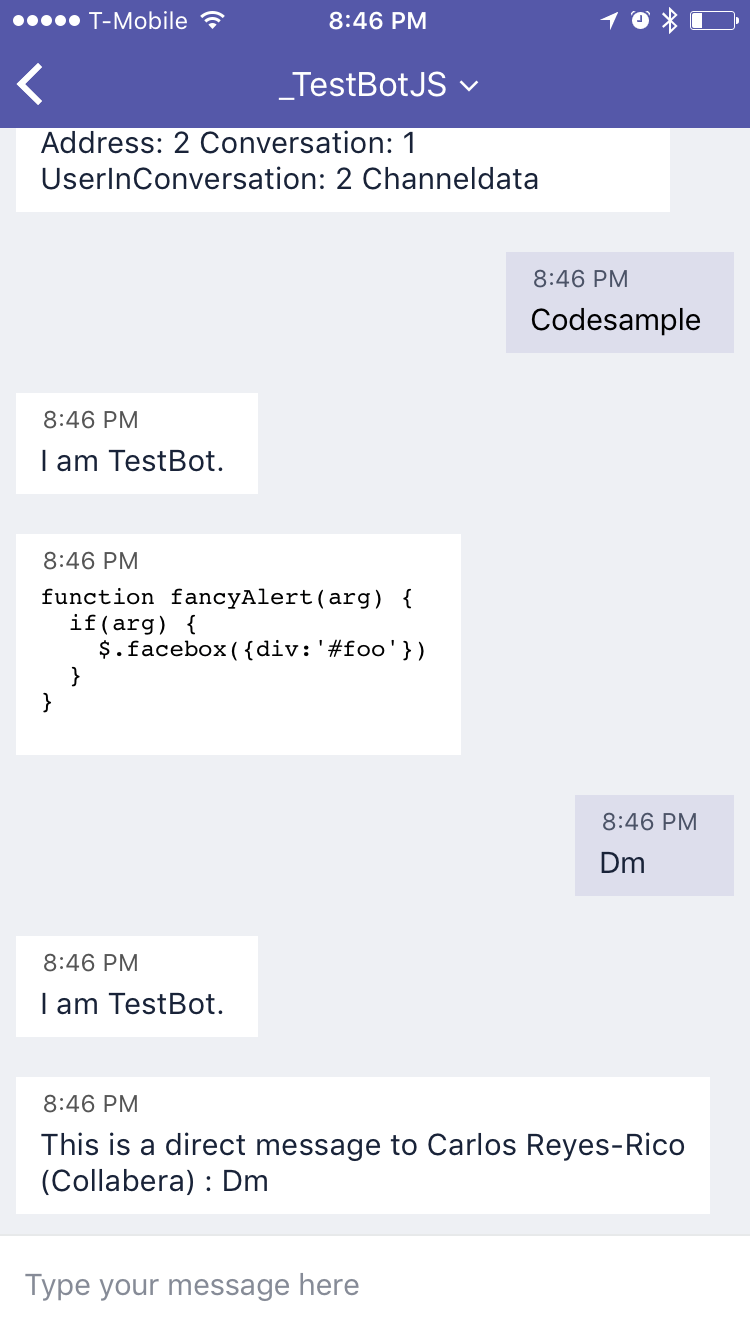 T-Mobile 8:46 PM
_TestBotJS
Address: 2 Conversation: 1
UserInConversation: 2 Channeldata
8:46 PM
Codesample
8:46 PM
I am TestBot.
8:46 PM
function fancyAlert(arg) {
  if(arg) {
    $.facebox({div:'#foo'})
  }
}
8:46 PM
Dm
8:46 PM
I am TestBot.
8:46 PM
This is a direct message to Carlos Reyes-Rico
(Collabera) : Dm
Type your message here